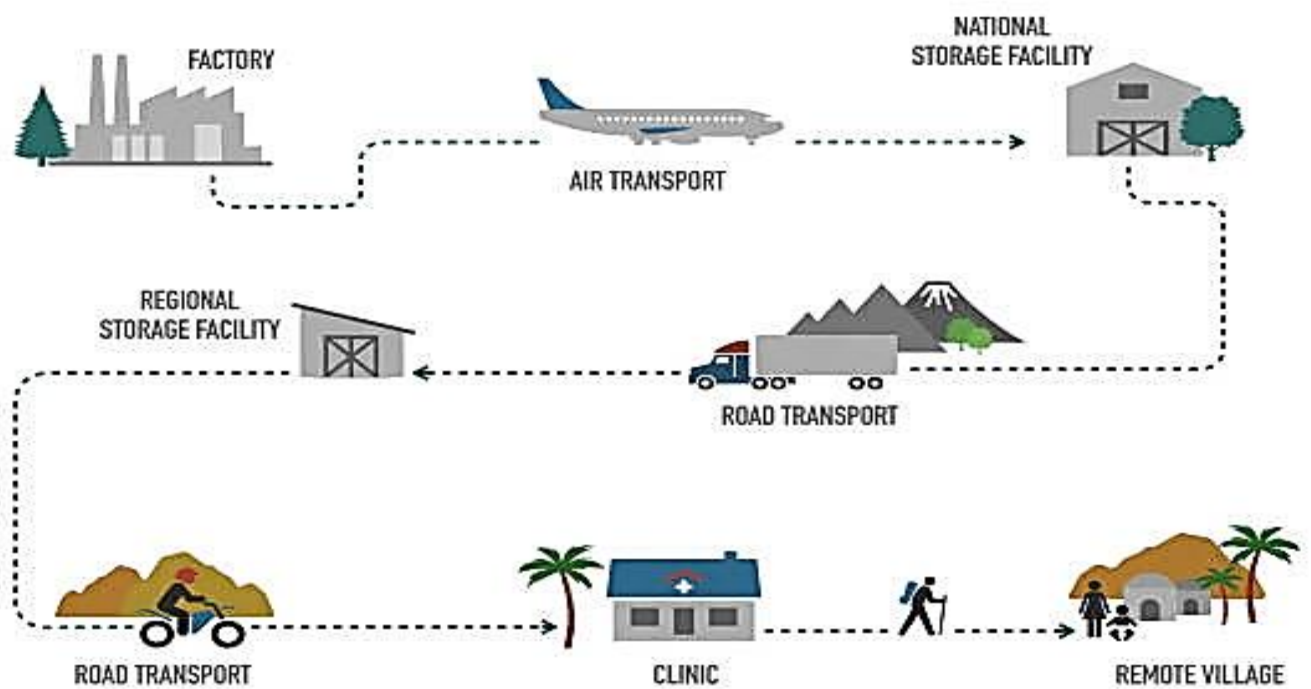 FACTORY
AIR TRANSPORT
NATIONAL
STORAGE FACILITY
REGIONAL
STORAGE FACILITY
ROAD TRANSPORT
ROAD TRANSPORT
CLINIC
REMOTE VILLAGE